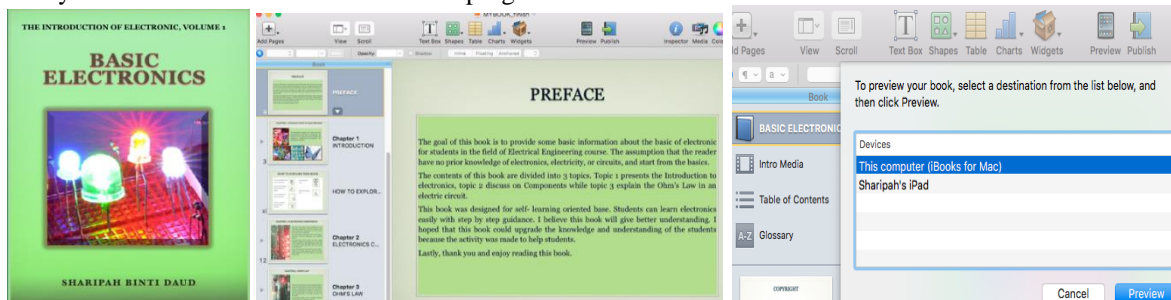 THE INTRODUCTION OF ELECTRONIC, VOLUME 1
BASIC
ELECTRONICS
SHARIPAH BINTI DAUD
Add Pages View Scroll Text Box Shapes Table Charts Widgets Preview Publish Inspector Media
Opacity:
Inline Floating Anchored
Book
PREFACE
Chapter 1
INTRODUCTION
HOW TO EXPLOR...
Chapter 2
ELECTRONICS C...
12
Chapter 3
OHM'S LAW
PREFACE
The goal of this book is to provide some basic information about the basic of electronic
for students in the field of Electrical Engineering course. The assumption that the reader
have no prior knowledge of electronics, electricity, or circuits, and start from the basics.
The contents of this book are divided into 3 topics. Topic 1 presents the Introduction to
electronics, topic 2 discuss on Components while topic 3 explain the Ohm's Law in an
electric circuit.
This book was designed for self- learning oriented base. Students can learn electronics
easily with step by step guidance. I believe this book will give better understanding. I
hoped that this book could upgrade the knowledge and understanding of the students
because the activity was made to help students.
Lastly, thank you and enjoy reading this book.
d Pages View Scroll Text Box Shapes Table Charts Widgets Preview Publish
Book
BASIC ELECTRONIC
Intro Media
Table of Contents
A-Z Glossary
COPYRIGHT
To preview your book, select a destination from the list below, and
then click Preview.
Devices
This computer (iBooks for Mac)
Sharipah's iPad
Cancel Preview